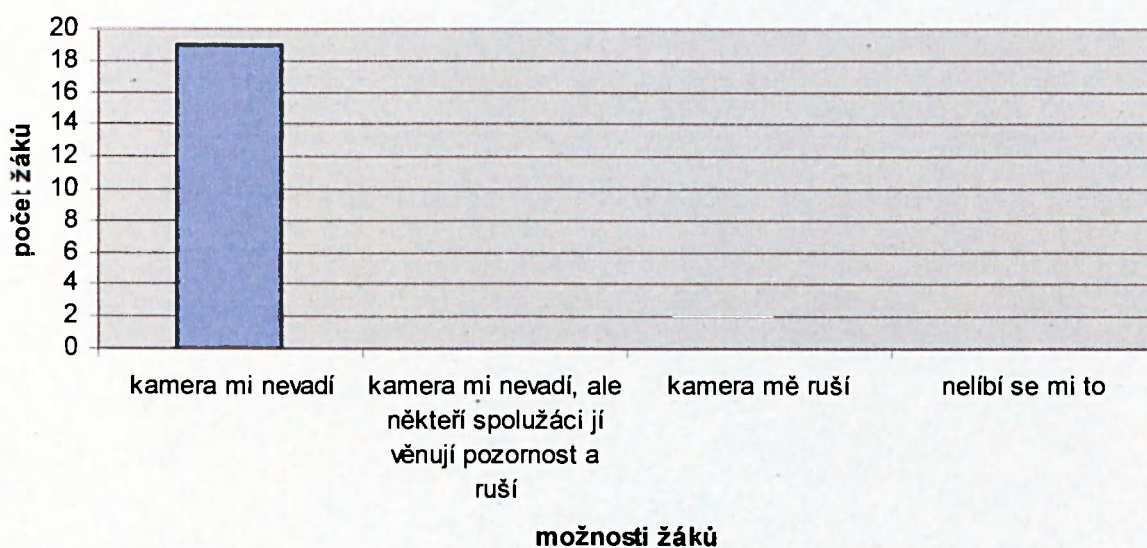 20
18
16
14
12
10
8
6
4
2
0
počet žáků
kamera mi nevadí
kamera mi nevadí, ale
někteří spolužáci jí
věnují pozornost a
ruší
kamera mě ruší
nelíbí se mi to
možnosti žáků